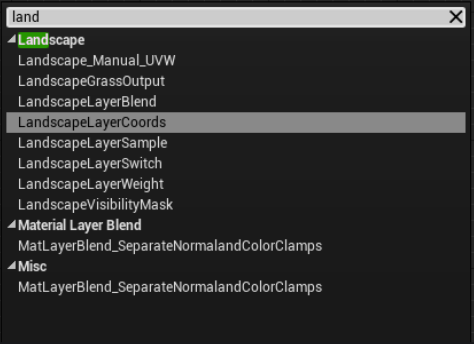 land
Landscape
Landscape_Manual_UVW
LandscapeGrassOutput
LandscapeLayerBlend
LandscapeLayerCoords
LandscapeLayerSample
LandscapeLayerSwitch
LandscapeLayerWeight
LandscapeVisibilityMask
Material Layer Blend
MatLayerBlend_SeparateNormalandColorClamps
Misc
MatLayerBlend_SeparateNormalandColorClamps